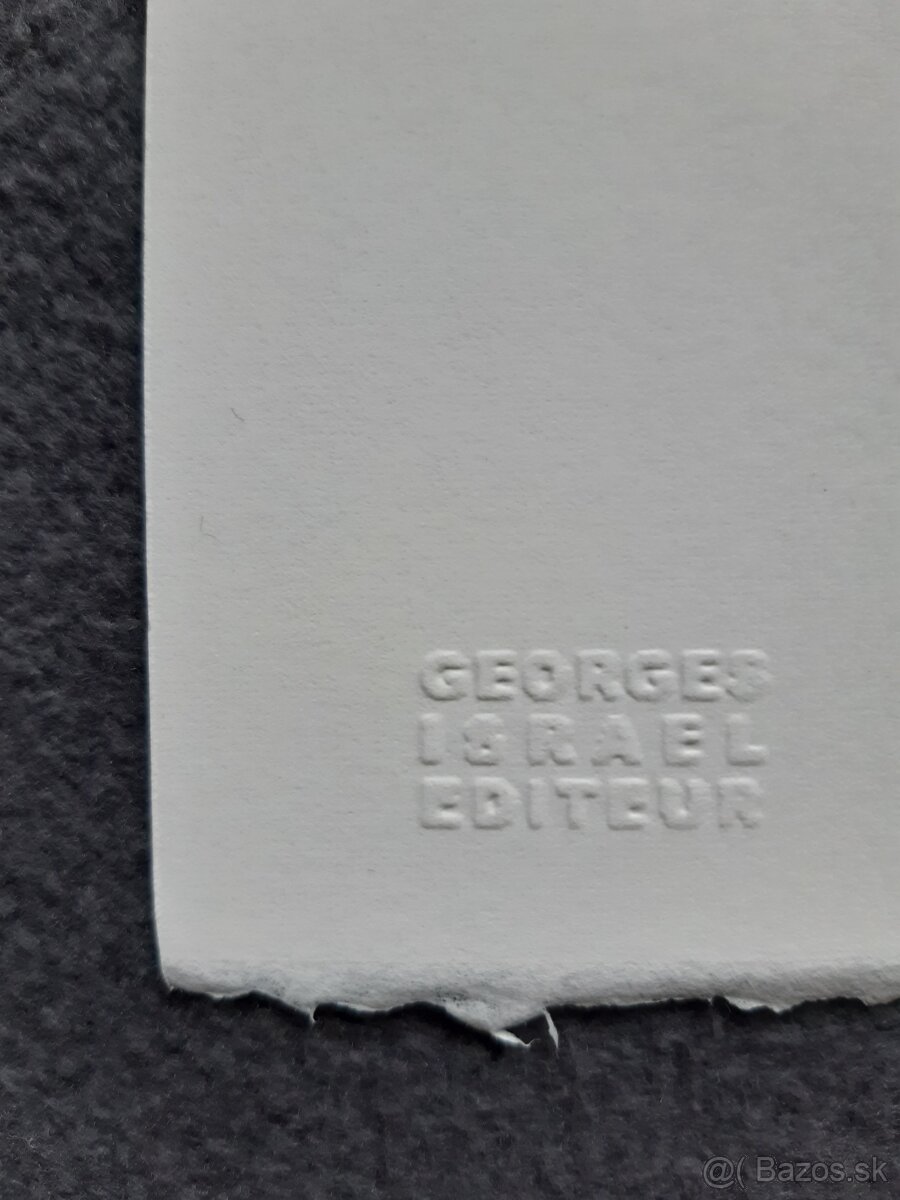 GEORGES
ISRAEL
EDITEUR
@( Bazos.sk